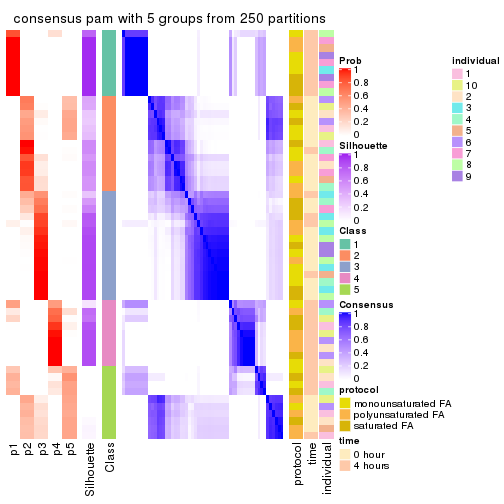 consensus pam with 5 groups from 250 partitions
p1
p2
p3
p4
p5
Silhouette
Class
protocol
time
individual
Prob
1
0.8
0.6
0.4
0.2
0
Silhouette
1
0.8
0.6
0.4
0.2
0
Class
1
2
3
4
5
Consensus
1
0.8
0.6
0.4
0.2
0
protocol
monounsaturated FA
polyunsaturated FA
saturated FA
time
0 hour
4 hours
individual
1
10
2
3
4
5
6
7
8
9